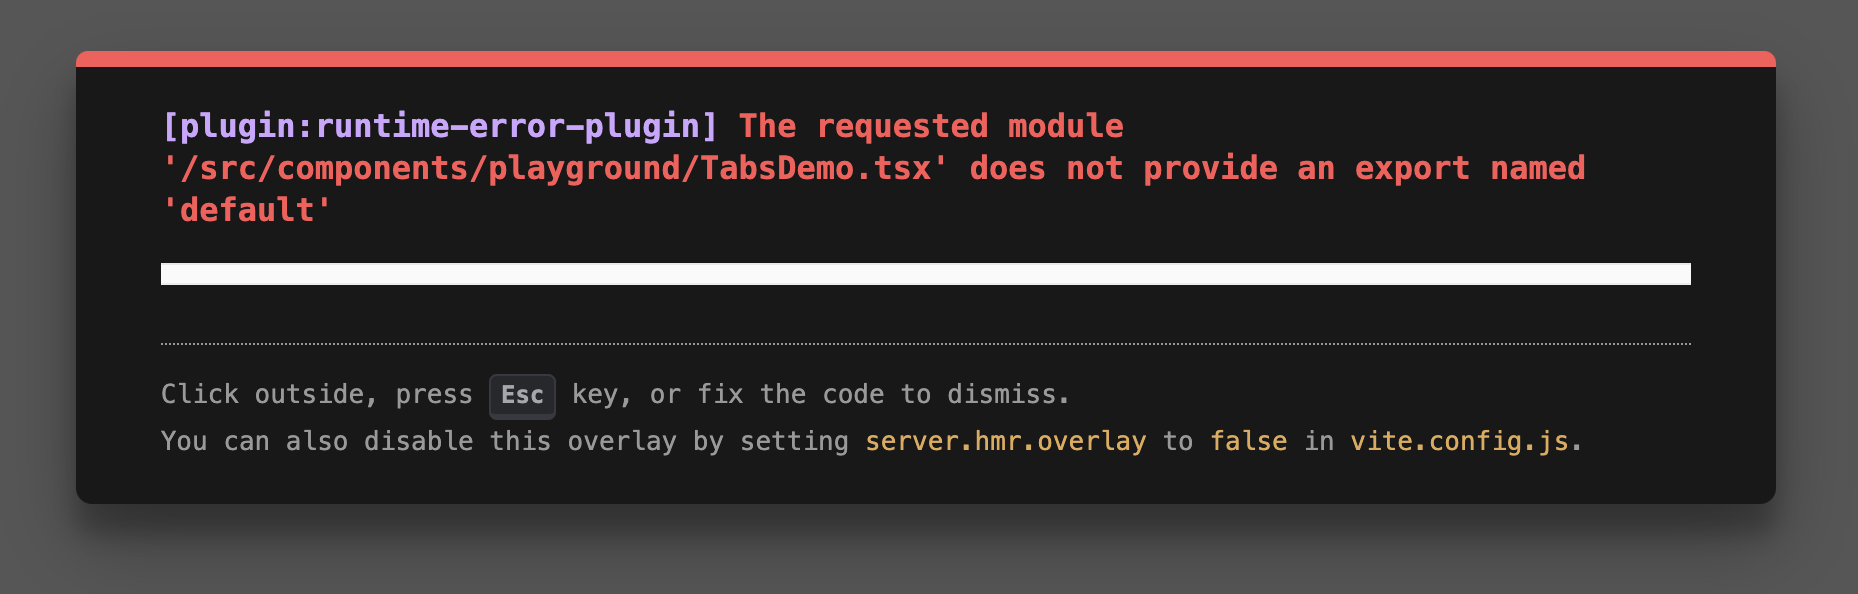 [plugin:runtime-error-plugin] The requested module
'/src/components/playground/TabsDemo.tsx' does not provide an export named
'default'
Click outside, press Esc key, or fix the code to dismiss.
You can also disable this overlay by setting server.hmr.overlay to false in vite.config.js.